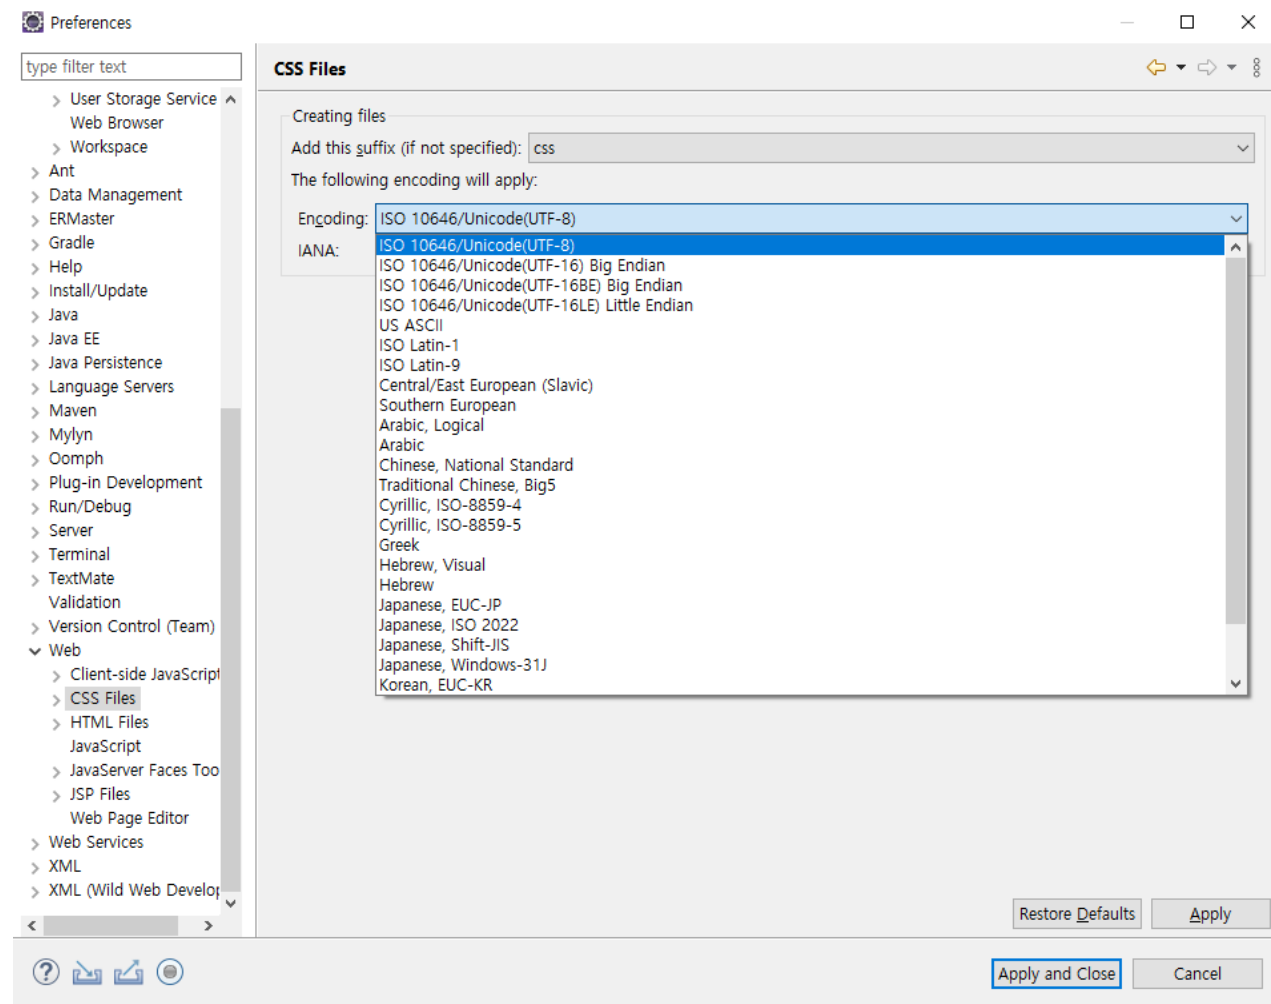 Preferences
type filter text
User Storage Service
Web Browser
Workspace
Ant
Data Management
ERMaster
Gradle
Help
Install/Update
Java
Java EE
Java Persistence
Language Servers
Maven
Mylyn
Oomph
Plug-in Development
Run/Debug
Server
Terminal
TextMate
Validation
Version Control (Team)
Web
Client-side JavaScript
CSS Files
HTML Files
JavaScript
JavaServer Faces Too
JSP Files
Web Page Editor
Web Services
XML
XML (Wild Web Develop
CSS Files
Creating files
Add this suffix (if not specified): css
The following encoding will apply:
Encoding: ISO 10646/Unicode(UTF-8)
IANA:
ISO 10646/Unicode(UTF-8)
ISO 10646/Unicode(UTF-16) Big Endian
ISO 10646/Unicode(UTF-16BE) Big Endian
ISO 10646/Unicode(UTF-16LE) Little Endian
US ASCII
ISO Latin-1
ISO Latin-9
Central/East European (Slavic)
Southern European
Arabic, Logical
Arabic
Chinese, National Standard
Traditional Chinese, Big5
Cyrillic, ISO-8859-4
Cyrillic, ISO-8859-5
Greek
Hebrew, Visual
Hebrew
Japanese, EUC-JP
Japanese, ISO 2022
Japanese, Shift-JIS
Japanese, Windows-31J
Korean, EUC-KR
Restore Defaults Apply
Apply and Close Cancel